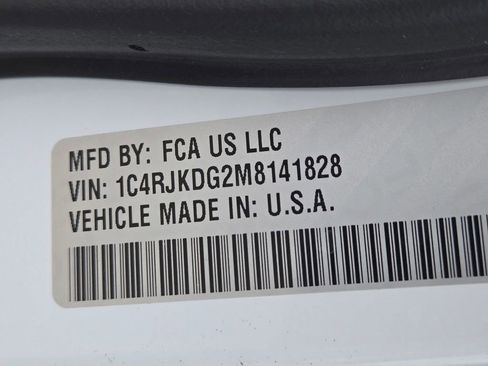 MFD BY: FCA US LLC
VIN: 1C4RJKDG2M8141828
VEHICLE MADE IN: U.S.A.